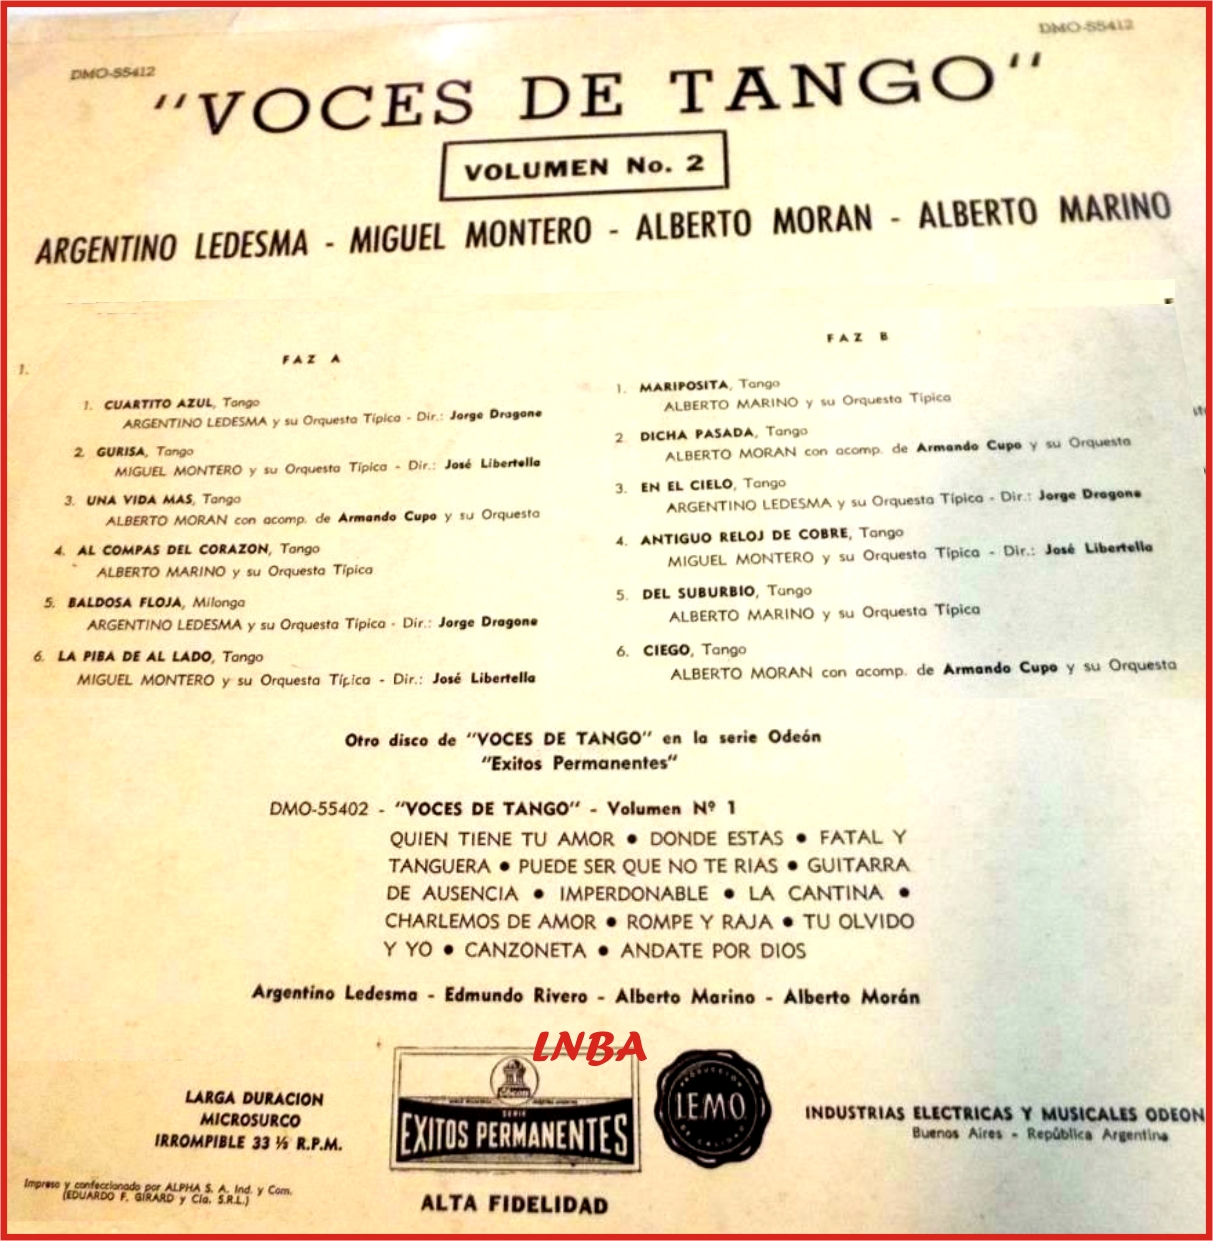 DMO-55412
DMO-55412
"VOCES DE TANGO"
VOLUMEN No. 2
ARGENTINO LEDESMA - MIGUEL MONTERO - ALBERTO MORAN - ALBERTO MARINO
1.
FAZ A
1. CUARTITO AZUL, Tango
ARGENTINO LEDESMA y su Orquesta Típica - Dir.: Jorge Dragone
2. GURISA, Tango
MIGUEL MONTERO y su Orquesta Típica - Dir.: José Libertella
3. UNA VIDA MAS, Tango
ALBERTO MORAN con acomp. de Armando Cupo y su Orquesta
4. AL COMPAS DEL CORAZON, Tango
ALBERTO MARINO y su Orquesta Típica
5. BALDOSA FLOJA, Milonga
ARGENTINO LEDESMA y su Orquesta Típica - Dir.: Jorge Dragone
6. LA PIBA DE AL LADO, Tango
MIGUEL MONTERO y su Orquesta Típica - Dir.: José Libertella
FAZ B
1. MARIPOSITA, Tango
ALBERTO MARINO y su Orquesta Típica
2. DICHA PASADA, Tango
ALBERTO MORAN con acomp. de Armando Cupo y su Orquesta
3. EN EL CIELO, Tango
ARGENTINO LEDESMA y su Orquesta Típica - Dir.: Jorge Dragone
4. ANTIGUO RELOJ DE COBRE, Tango
MIGUEL MONTERO y su Orquesta Típica - Dir.: José Libertella
5. DEL SUBURBIO, Tango
ALBERTO MARINO y su Orquesta Típica
6. CIEGO, Tango
ALBERTO MORAN con acomp. de Armando Cupo y su Orquesta
Otro disco de "VOCES DE TANGO" en la serie Odeón
"Exitos Permanentes"
DMO-55402 - "VOCES DE TANGO" - Volumen Nº 1
QUIEN TIENE TU AMOR ● DONDE ESTAS ● FATAL Y
TANGUERA ● PUEDE SER QUE NO TE RIAS ● GUITARRA
DE AUSENCIA ● IMPERDONABLE ● LA CANTINA ●
CHARLEMOS DE AMOR ● ROMPE Y RAJA ● TU OLVIDO
Y YO ● CANZONETA ● ANDATE POR DIOS
Argentino Ledesma - Edmundo Rivero - Alberto Marino - Alberto Morán
LNBA
LARGA DURACION
MICROSURCO
IRROMPIBLE 33 ⅓ R.P.M.
Odeon
SERIE
EXITOS PERMANENTES
PRODUCCION
IEMO
DE CALIDAD
INDUSTRIAS ELECTRICAS Y MUSICALES ODEON
Buenos Aires - República Argentina
Impreso y confeccionado por ALPHA S. A. Ind. y Com.
(EDUARDO F. GIRARD y Cía. S.R.L.)
ALTA FIDELIDAD